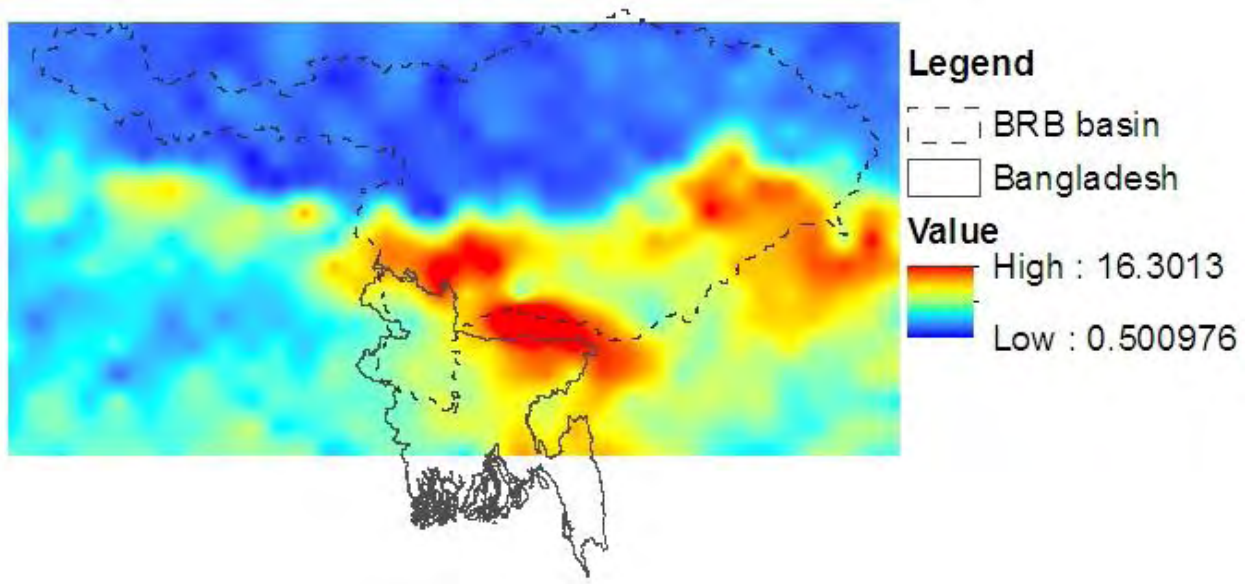 Legend
BRB basin
Bangladesh
Value
High : 16.3013
Low : 0.500976